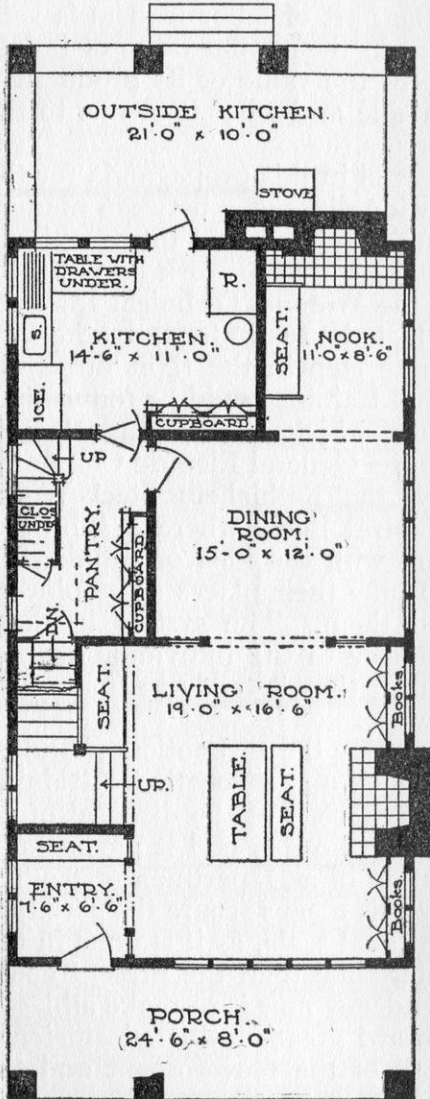 OUTSIDE KITCHEN.
21'-0" x 10'-0"
STOVE
TABLE WITH
DRAWERS
UNDER.
R.
S.
KITCHEN.
14'-6" x 11'-0"
SEAT.
NOOK.
11'-0" x 8'-6"
ICE.
CUPBOARD.
UP
CLOS.
UNDER
PANTRY.
CUPBOARD.
DINING
ROOM.
15'-0" x 12'-0"
DN.
SEAT.
LIVING ROOM.
19'-0" x 16'-6"
Books.
UP.
TABLE.
SEAT.
SEAT.
ENTRY.
7'-6" x 6'-6"
Books.
PORCH.
24'-6" x 8'-0"